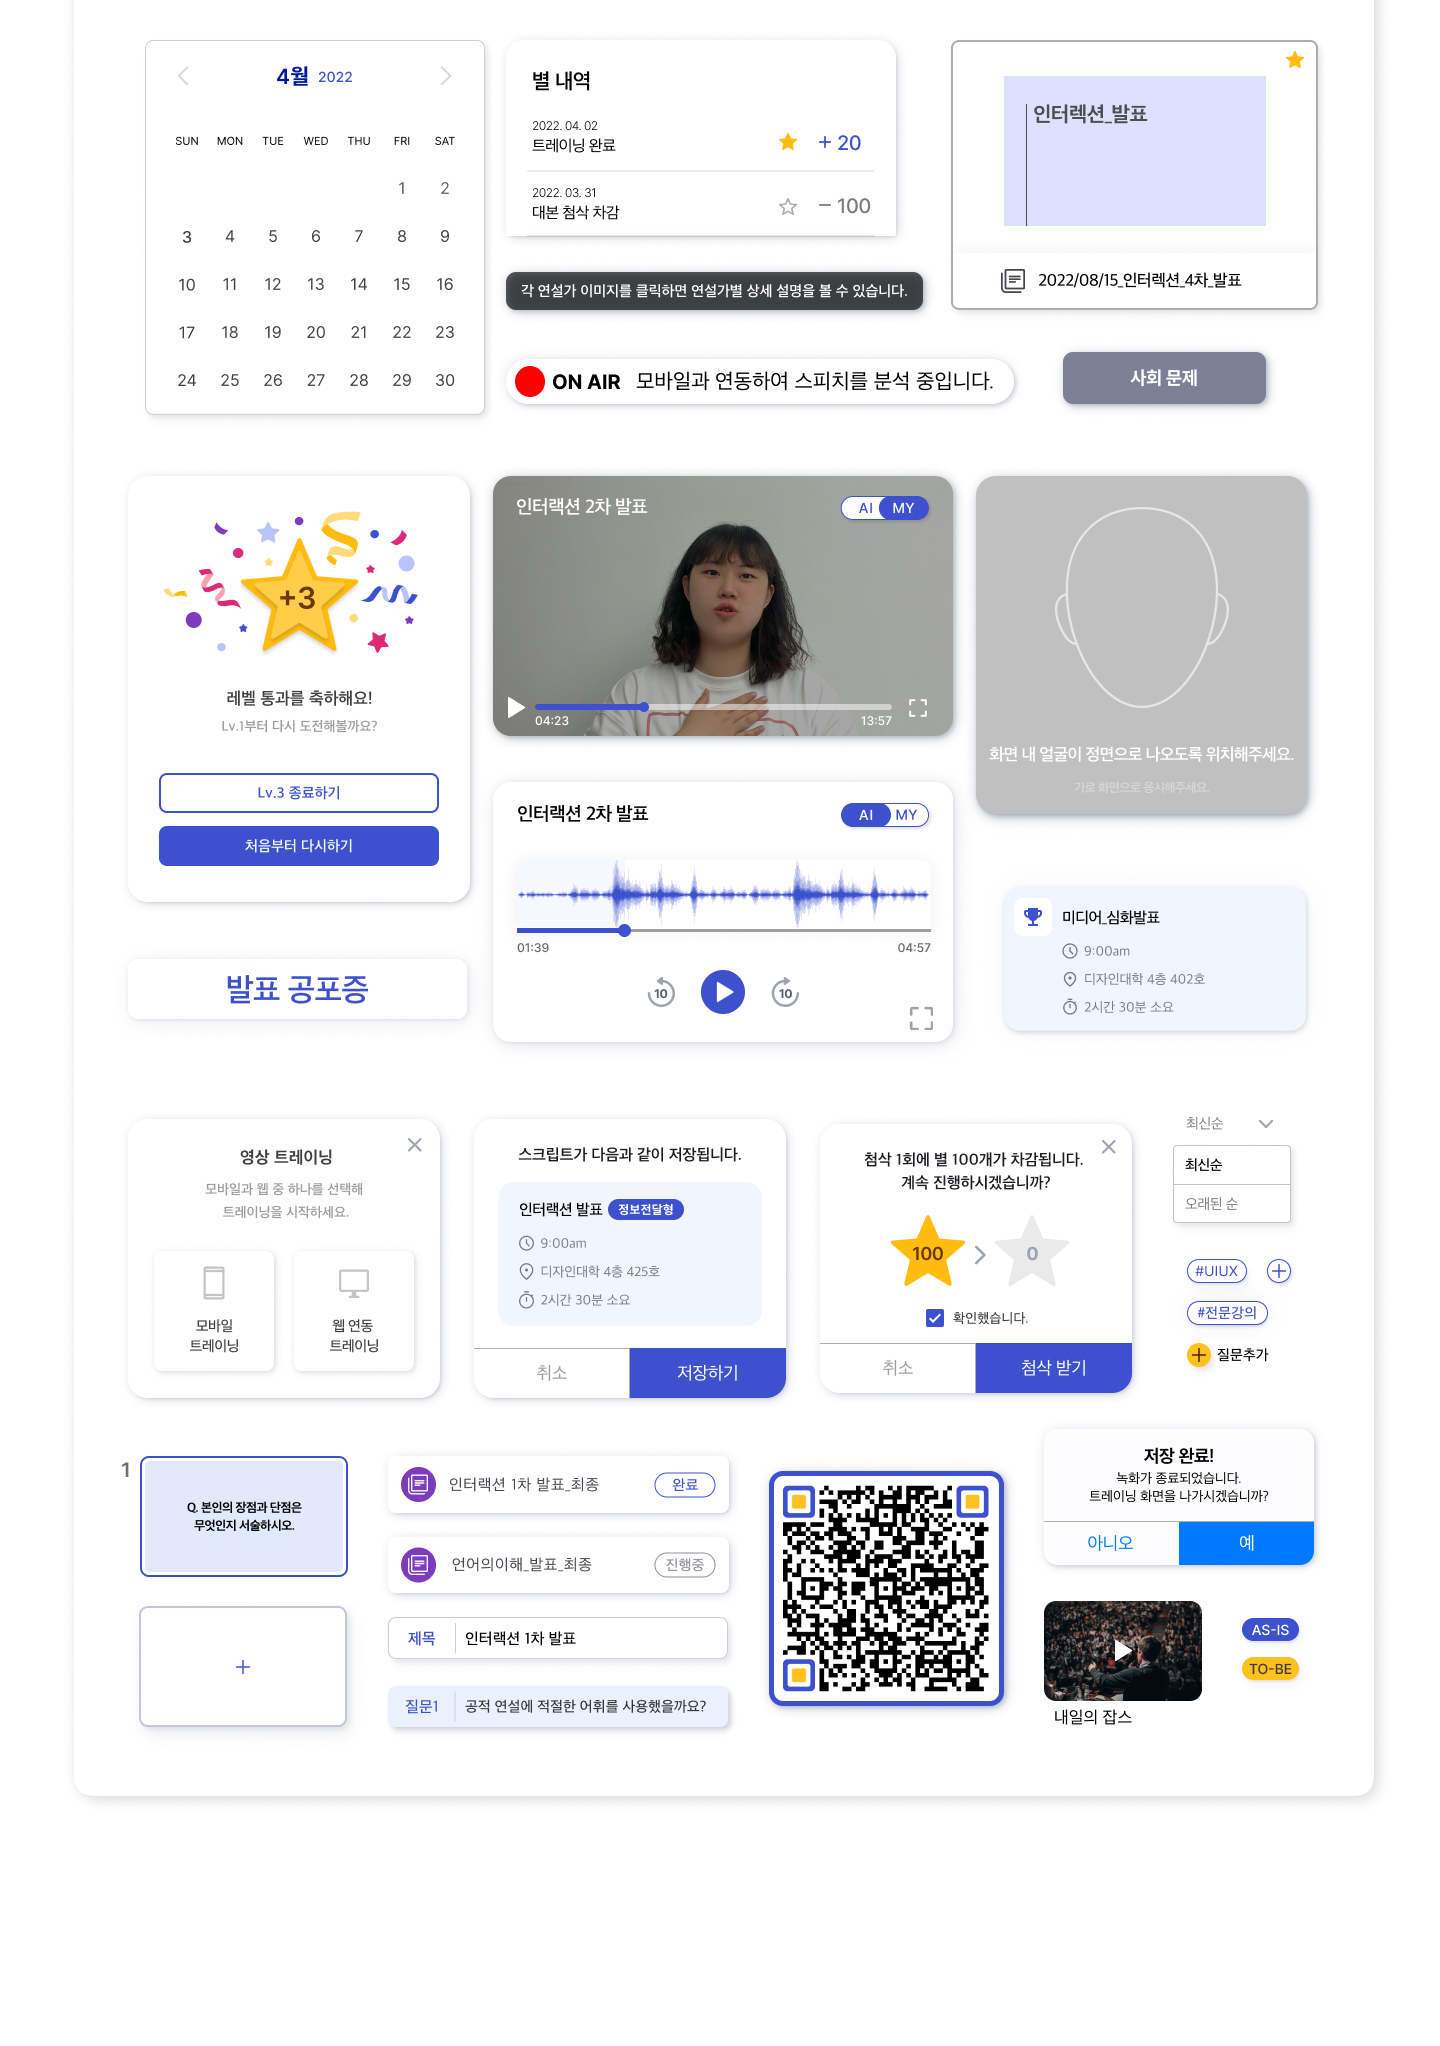 4월 2022
SUN MON TUE WED THU FRI SAT
1 2
3 4 5 6 7 8 9
10 11 12 13 14 15 16
17 18 19 20 21 22 23
24 25 26 27 28 29 30
별 내역
2022. 04. 02
트레이닝 완료
+ 20
2022. 03. 31
대본 첨삭 차감
− 100
인터렉션_발표
2022/08/15_인터렉션_4차_발표
각 연설가 이미지를 클릭하면 연설가별 상세 설명을 볼 수 있습니다.
ON AIR 모바일과 연동하여 스피치를 분석 중입니다.
사회 문제
+3
레벨 통과를 축하해요!
Lv.1부터 다시 도전해볼까요?
Lv.3 종료하기
처음부터 다시하기
인터랙션 2차 발표
AI MY
04:23
13:57
화면 내 얼굴이 정면으로 나오도록 위치해주세요.
가로 화면으로 응시해주세요.
발표 공포증
인터랙션 2차 발표
AI MY
01:39
04:57
10
10
미디어_심화발표
9:00am
디자인대학 4층 402호
2시간 30분 소요
영상 트레이닝
모바일과 웹 중 하나를 선택해
트레이닝을 시작하세요.
모바일
트레이닝
웹 연동
트레이닝
스크립트가 다음과 같이 저장됩니다.
인터랙션 발표 정보전달형
9:00am
디자인대학 4층 425호
2시간 30분 소요
취소
저장하기
첨삭 1회에 별 100개가 차감됩니다.
계속 진행하시겠습니까?
100
0
확인했습니다.
취소
첨삭 받기
최신순
최신순
오래된 순
#UIUX
#전문강의
질문추가
1
Q. 본인의 장점과 단점은
무엇인지 서술하시오.
인터랙션 1차 발표_최종
완료
언어의이해_발표_최종
진행중
제목 인터랙션 1차 발표
질문1 공적 연설에 적절한 어휘를 사용했을까요?
저장 완료!
녹화가 종료되었습니다.
트레이닝 화면을 나가시겠습니까?
아니오
예
내일의 잡스
AS-IS
TO-BE